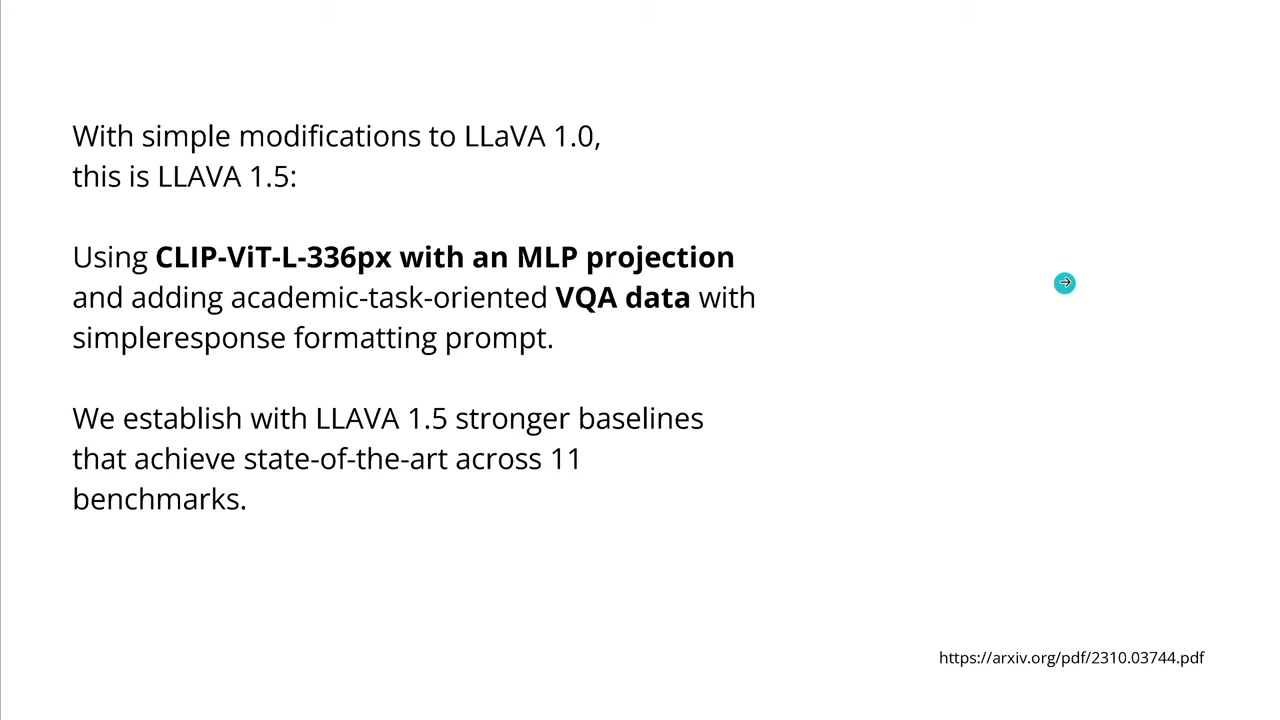 With simple modifications to LLaVA 1.0,
this is LLAVA 1.5:
Using CLIP-ViT-L-336px with an MLP projection
and adding academic-task-oriented VQA data with
simpleresponse formatting prompt.
We establish with LLAVA 1.5 stronger baselines
that achieve state-of-the-art across 11
benchmarks.
https://arxiv.org/pdf/2310.03744.pdf